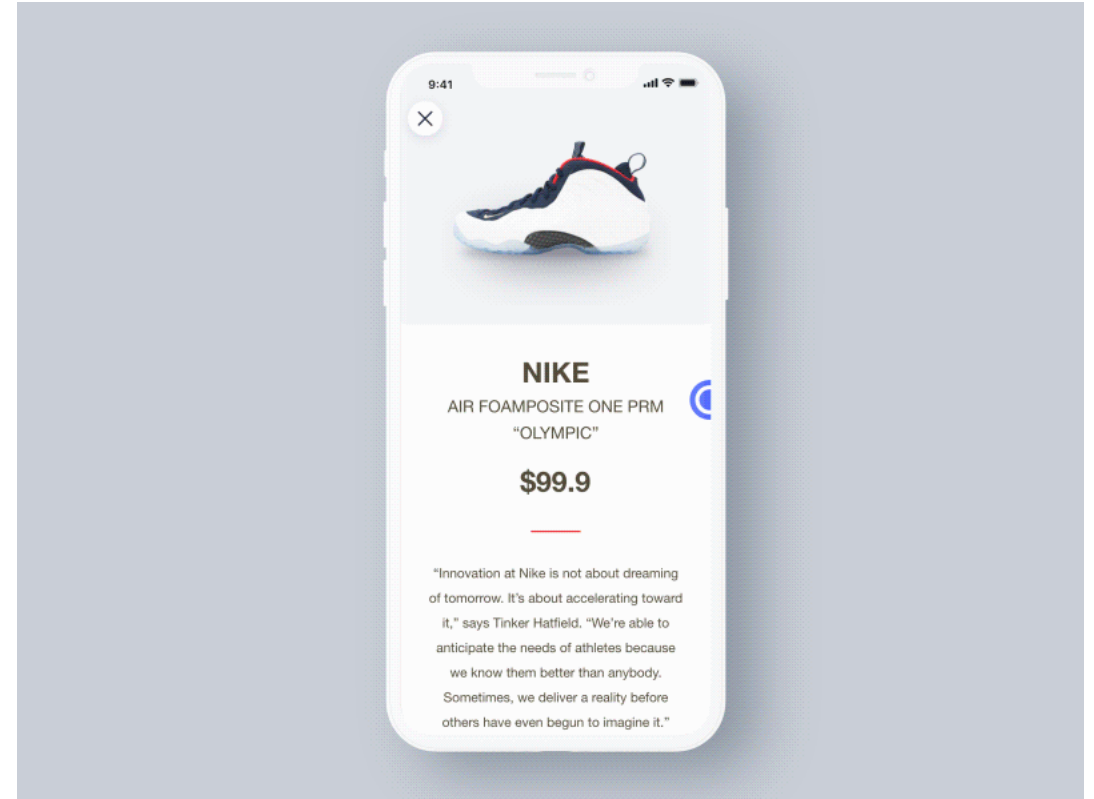 9:41
NIKE
AIR FOAMPOSITE ONE PRM
“OLYMPIC”
$99.9
“Innovation at Nike is not about dreaming
of tomorrow. It’s about accelerating toward
it,” says Tinker Hatfield. “We’re able to
anticipate the needs of athletes because
we know them better than anybody.
Sometimes, we deliver a reality before
others have even begun to imagine it.”